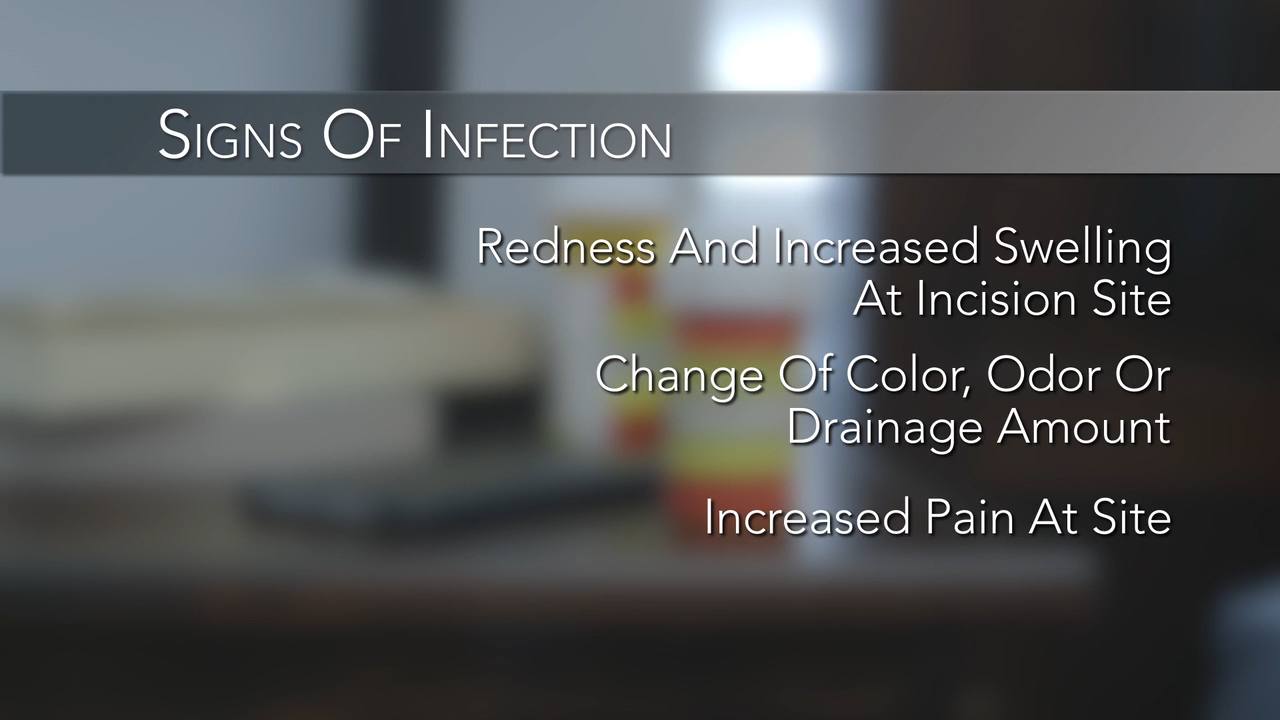 Signs Of Infection
Redness And Increased Swelling
At Incision Site
Change Of Color, Odor Or
Drainage Amount
Increased Pain At Site